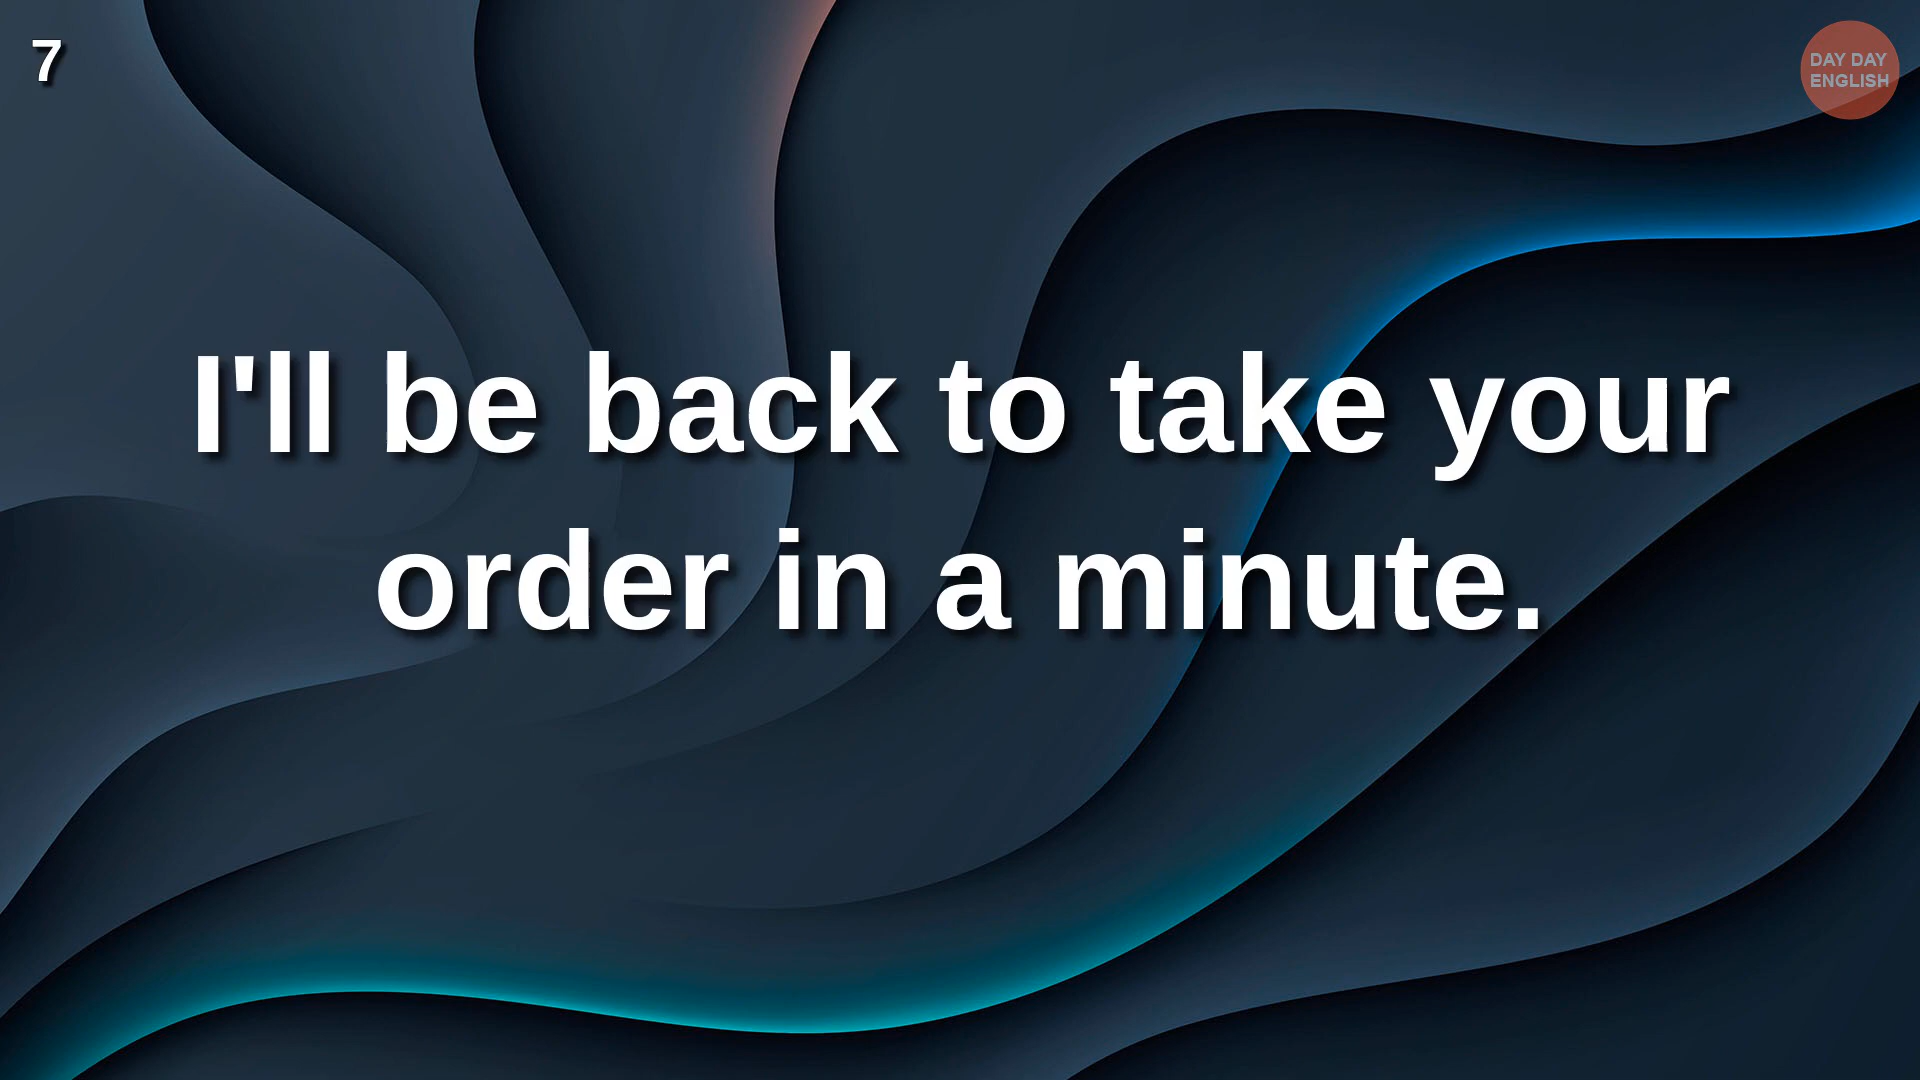 7
DAY DAY
ENGLISH
I'll be back to take your
order in a minute.